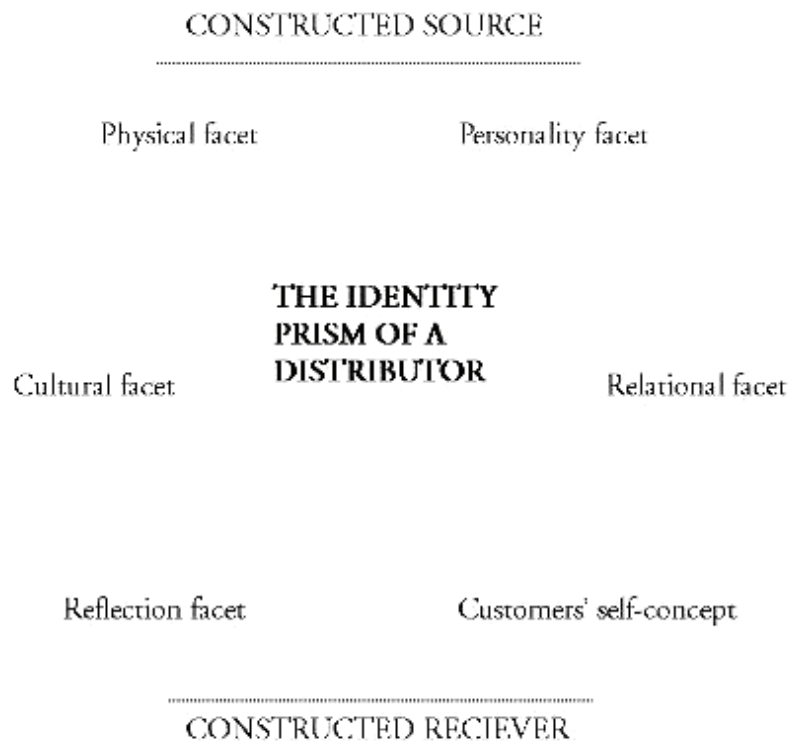 CONSTRUCTED SOURCE
Physical facet Personality facet
THE IDENTITY
PRISM OF A
DISTRIBUTOR
Cultural facet Relational facet
Reflection facet Customers' self-concept
CONSTRUCTED RECIEVER